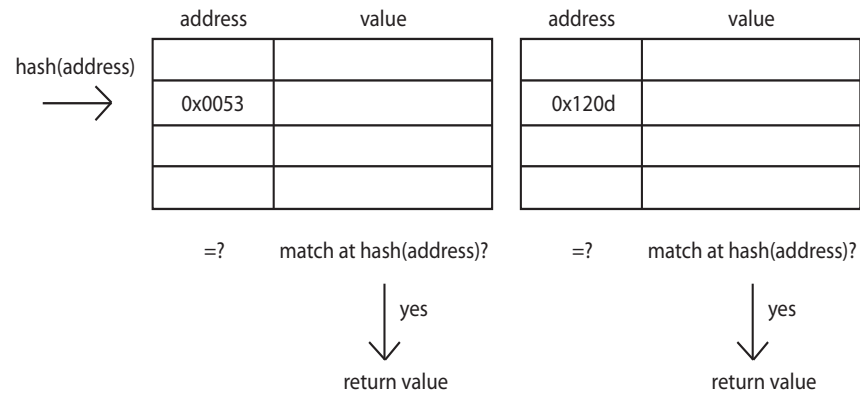 address value address value
hash(address)
0x0053 0x120d
=? match at hash(address)? =? match at hash(address)?
yes yes
return value return value